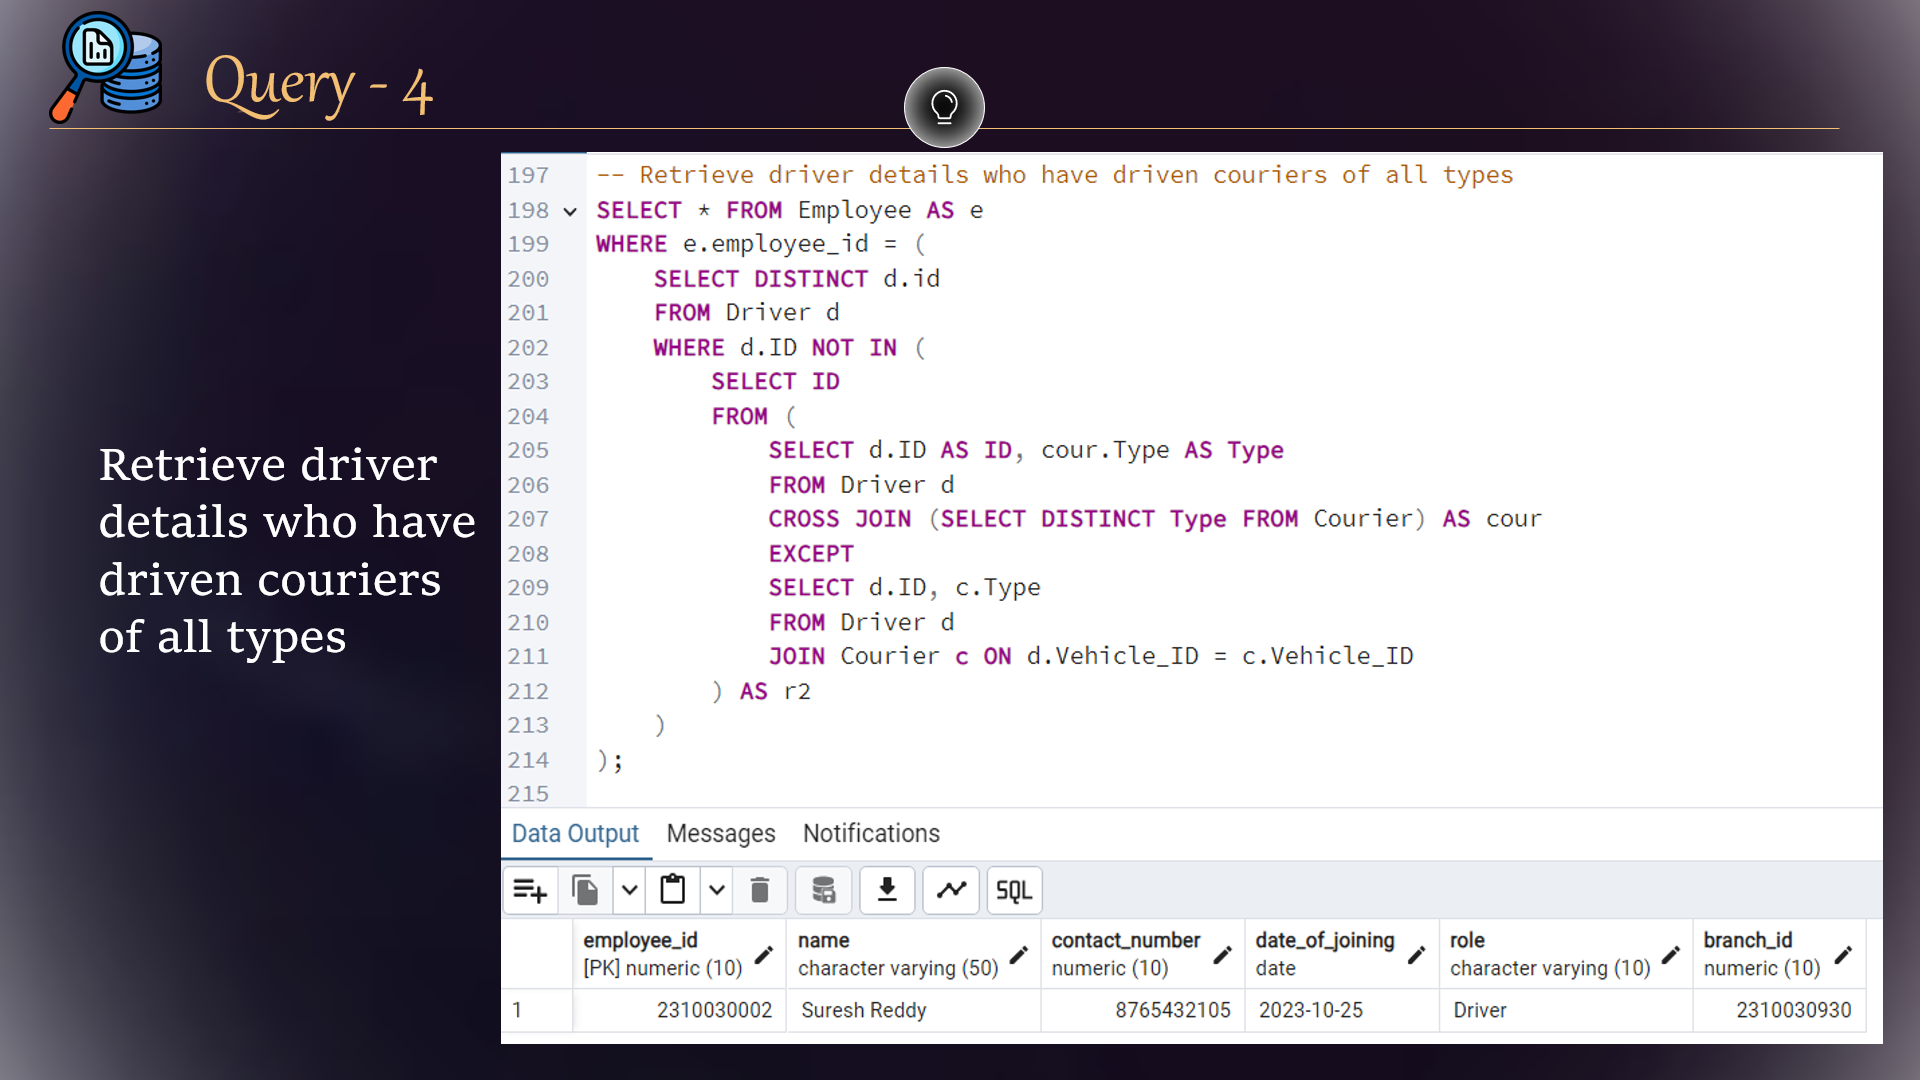 Query - 4
Retrieve driver
details who have
driven couriers
of all types
197 -- Retrieve driver details who have driven couriers of all types
198 SELECT * FROM Employee AS e
199 WHERE e.employee_id = (
200 SELECT DISTINCT d.id
201 FROM Driver d
202 WHERE d.ID NOT IN (
203 SELECT ID
204 FROM (
205 SELECT d.ID AS ID, cour.Type AS Type
206 FROM Driver d
207 CROSS JOIN (SELECT DISTINCT Type FROM Courier) AS cour
208 EXCEPT
209 SELECT d.ID, c.Type
210 FROM Driver d
211 JOIN Courier c ON d.Vehicle_ID = c.Vehicle_ID
212 ) AS r2
213 )
214 );
215
Data Output Messages Notifications
SQL
employee_id name contact_number date_of_joining role branch_id
[PK] numeric (10) character varying (50) numeric (10) date character varying (10) numeric (10)
1 2310030002 Suresh Reddy 8765432105 2023-10-25 Driver 2310030930